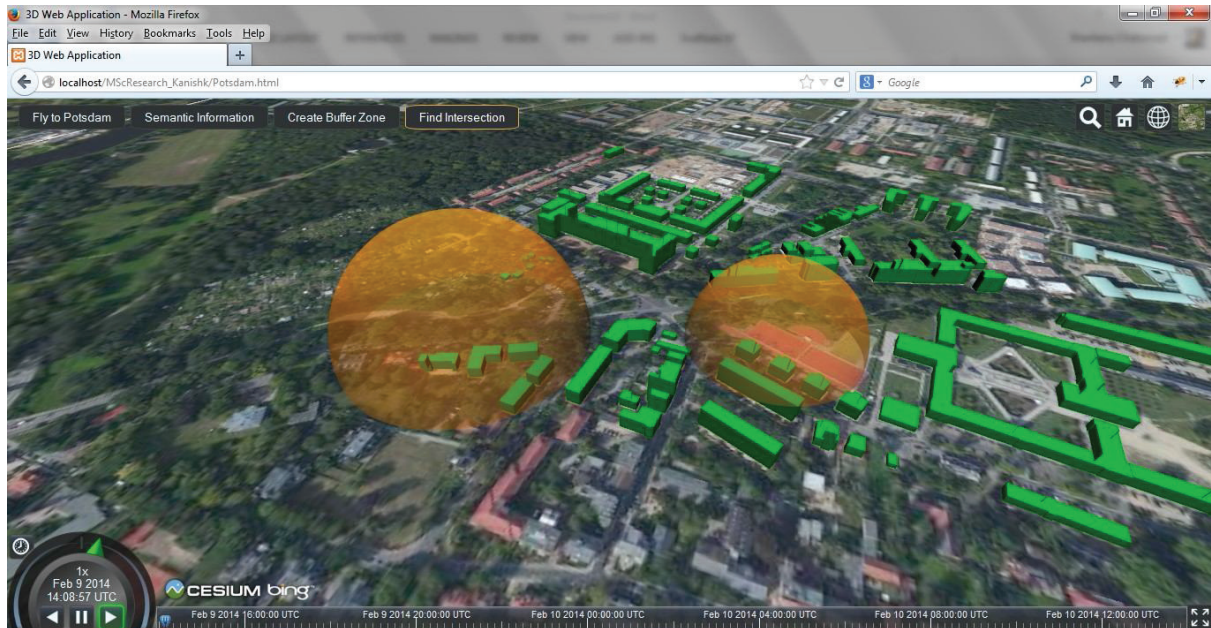 3D Web Application - Mozilla Firefox
File Edit View History Bookmarks Tools Help
3D Web Application
localhost/MScResearch_Kanishk/Potsdam.html
Google
Fly to Potsdam Semantic Information Create Buffer Zone Find Intersection
1x
Feb 9 2014
14:08:57 UTC
CESIUM bing
Feb 9 2014 16:00:00 UTC Feb 9 2014 20:00:00 UTC Feb 10 2014 00:00:00 UTC Feb 10 2014 04:00:00 UTC Feb 10 2014 08:00:00 UTC Feb 10 2014 12:00:00 UTC